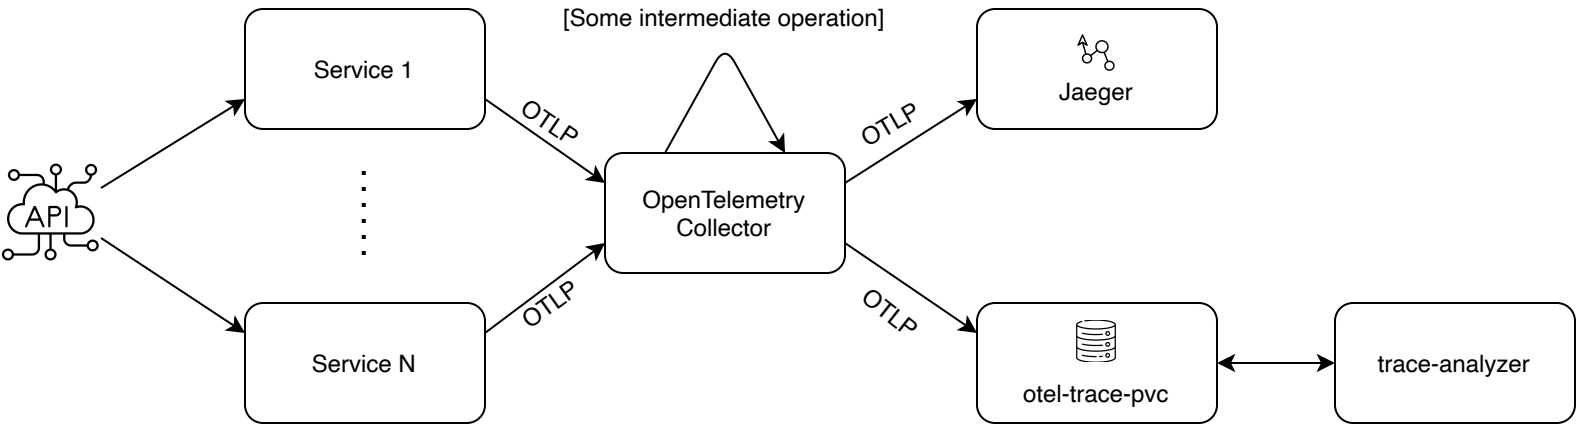 [Some intermediate operation]
Service 1
Jaeger
OTLP
OTLP
API
OpenTelemetry
Collector
OTLP
OTLP
Service N
otel-trace-pvc
trace-analyzer